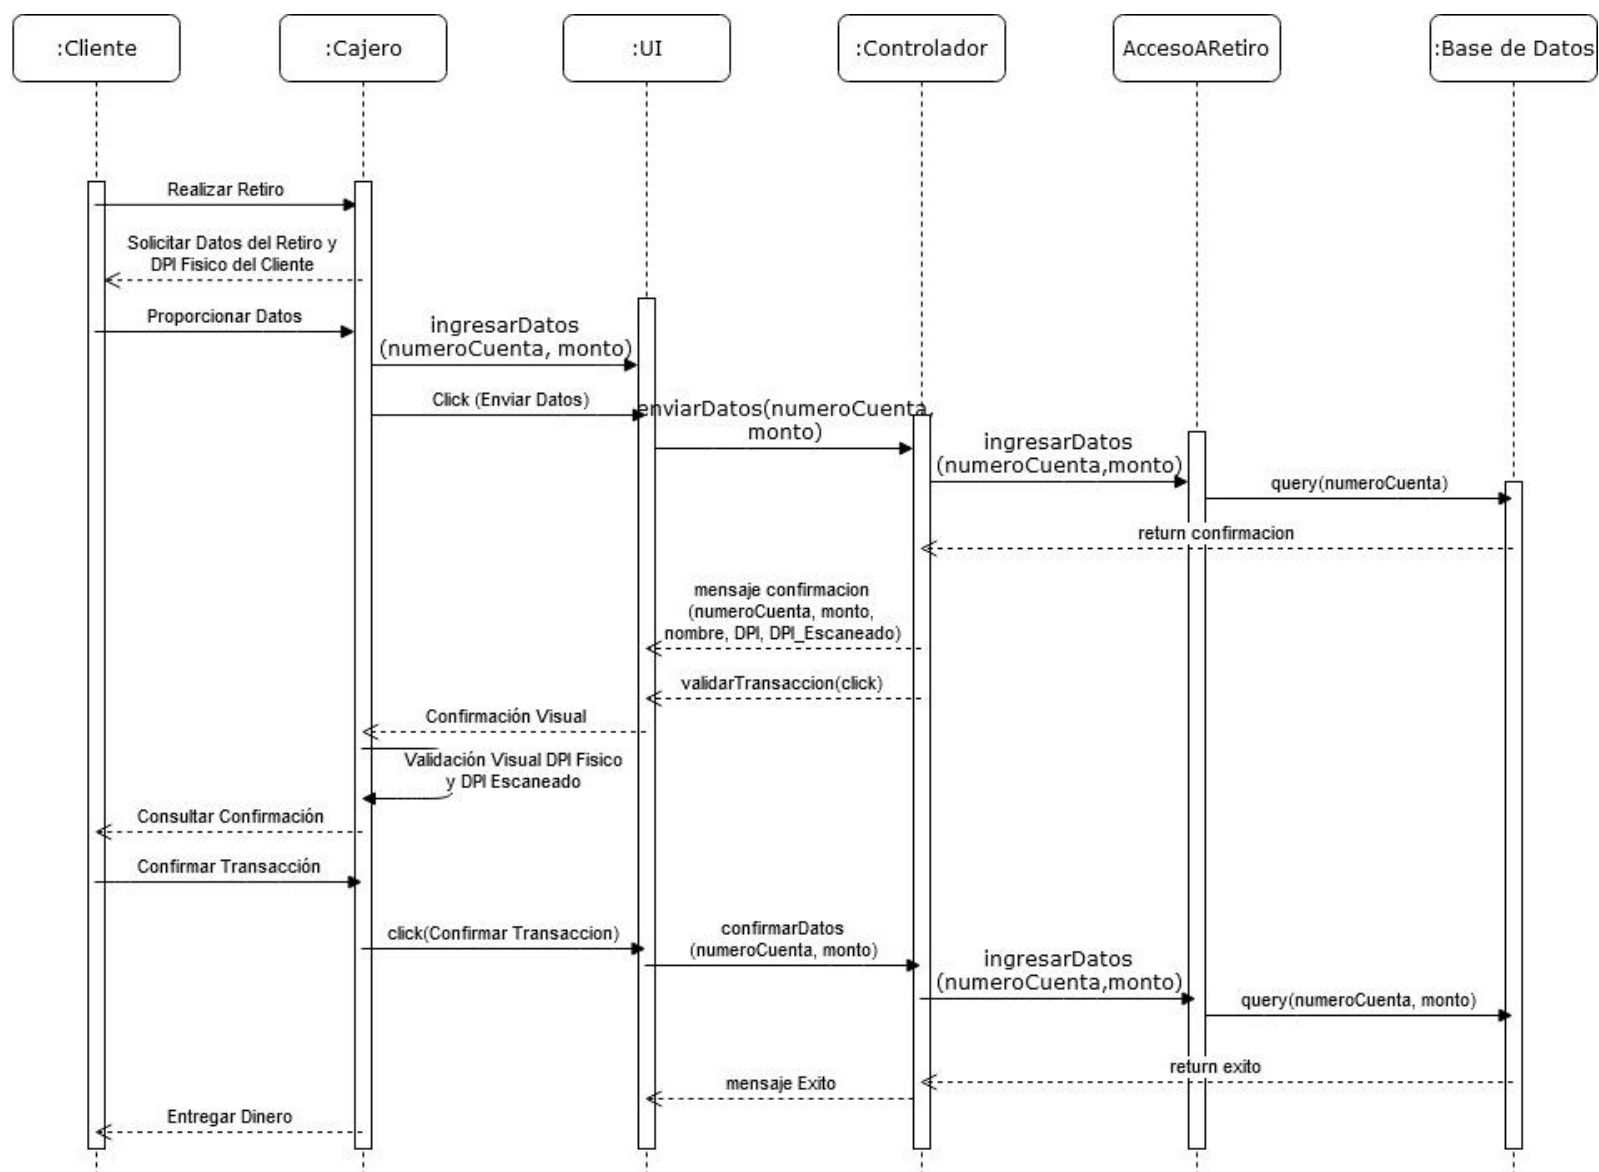 :Cliente
:Cajero
:UI
:Controlador
AccesoARetiro
:Base de Datos
Realizar Retiro
Solicitar Datos del Retiro y
DPI Fisico del Cliente
Proporcionar Datos
ingresarDatos
(numeroCuenta, monto)
Click (Enviar Datos)
enviarDatos(numeroCuenta,
monto)
ingresarDatos
(numeroCuenta,monto)
query(numeroCuenta)
return confirmacion
mensaje confirmacion
(numeroCuenta, monto,
nombre, DPI, DPI_Escaneado)
validarTransaccion(click)
Confirmación Visual
Validación Visual DPI Fisico
y DPI Escaneado
Consultar Confirmación
Confirmar Transacción
click(Confirmar Transaccion)
confirmarDatos
(numeroCuenta, monto)
ingresarDatos
(numeroCuenta,monto)
query(numeroCuenta, monto)
return exito
mensaje Exito
Entregar Dinero